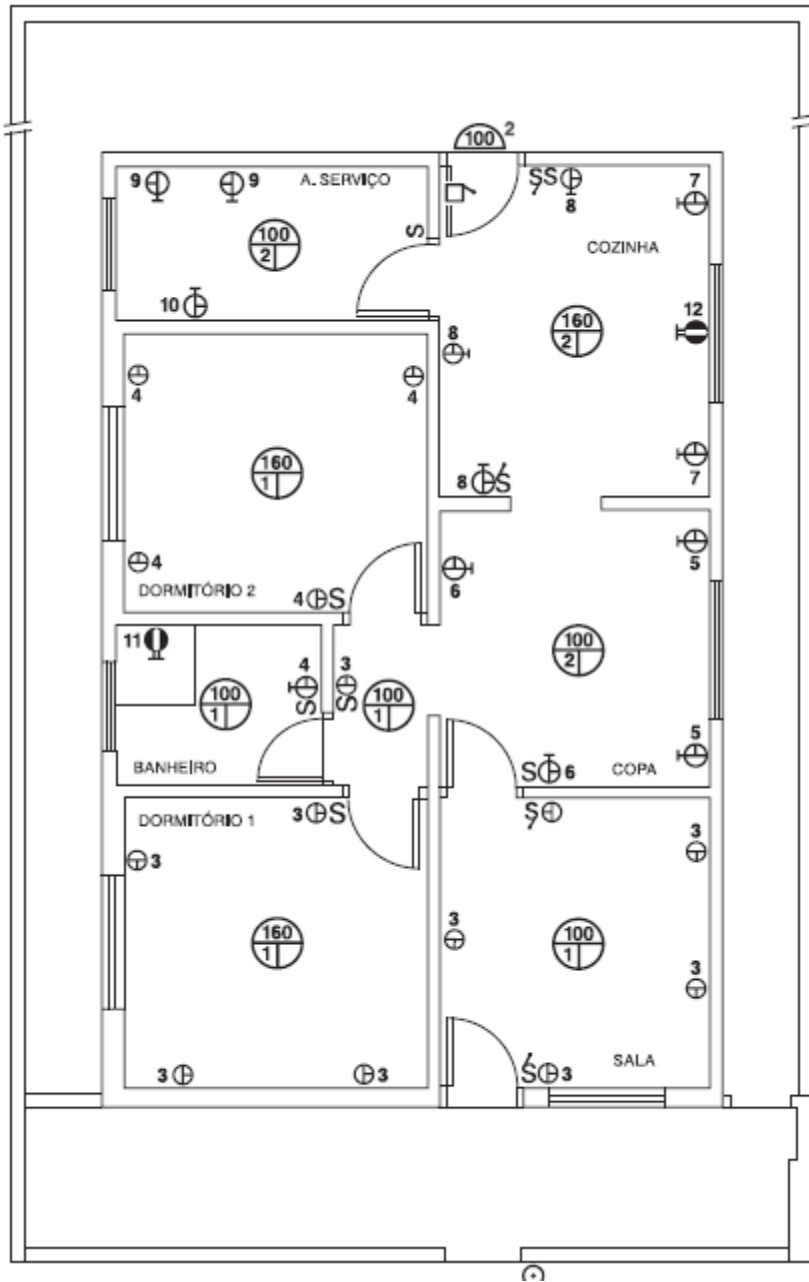 100 2
9 9 A. SERVIÇO S SS 8 7
100
2
COZINHA
10
160
2
12
8
4 4
160
1
8 S 7
4
DORMITÓRIO 2
4 S
6
5
100
2
11
4 3
S S
100
1
100
1
BANHEIRO
S 6 COPA 5
DORMITÓRIO 1
3 S
S
3
3
3
160
1
100
1
3
3 3
S 3
SALA